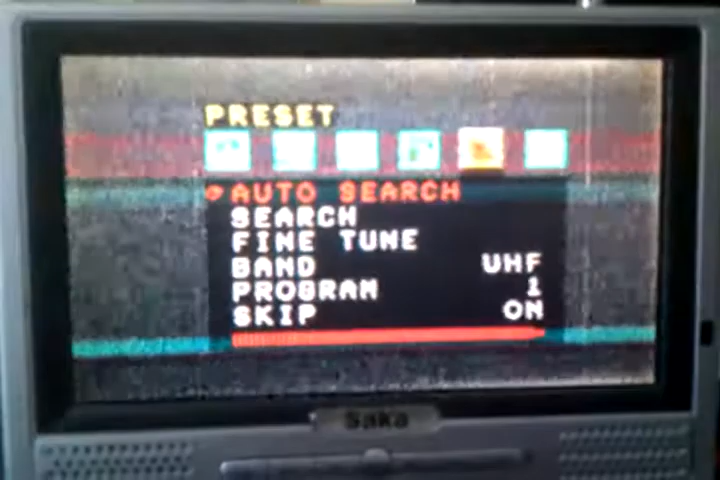 PRESET
AUTO SEARCH
SEARCH
FINE TUNE
BAND UHF
PROGRAM 1
SKIP ON
Saka